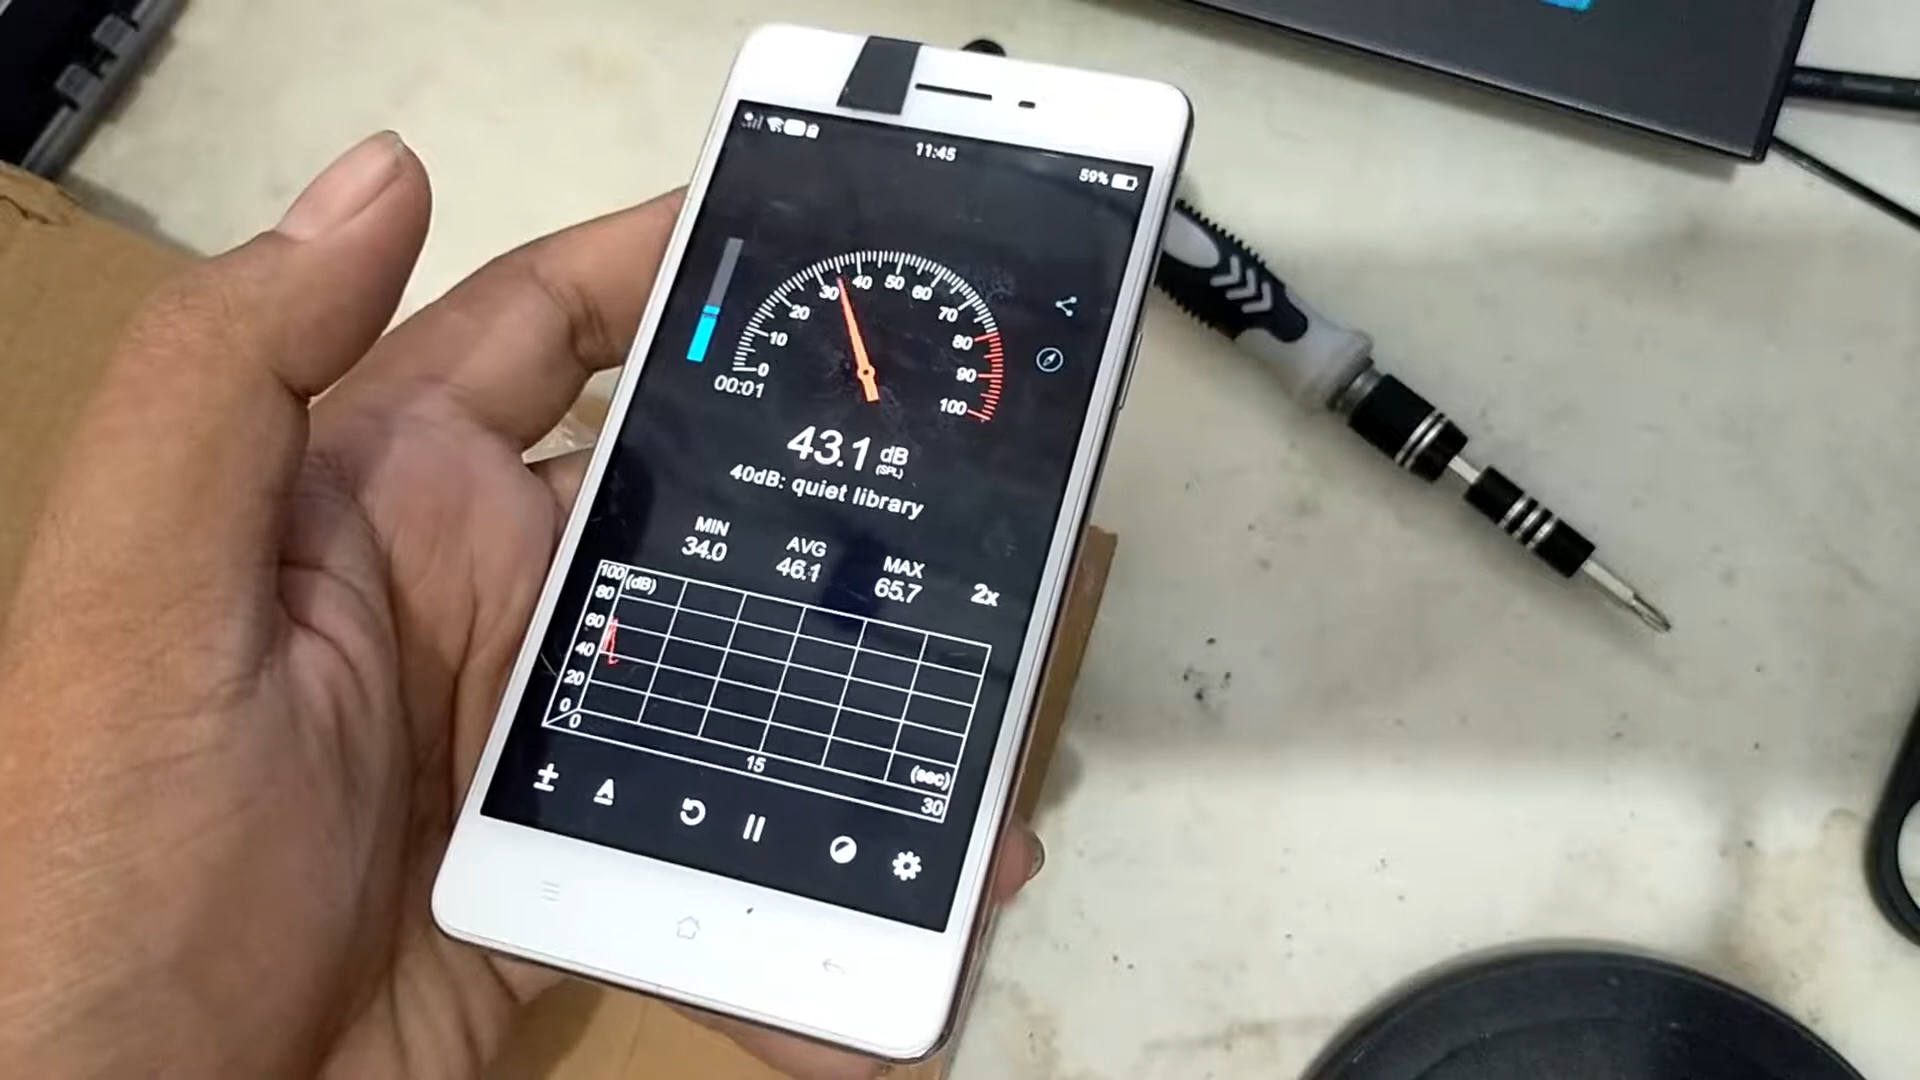 11:45
59%
0
10
20
30
40
50
60
70
80
90
100
00:01
43.1 dB
(SPL)
40dB: quiet library
MIN
34.0
AVG
46.1
MAX
65.7
2x
100
(dB)
80
60
40
20
0
0
15
(sec)
30
A